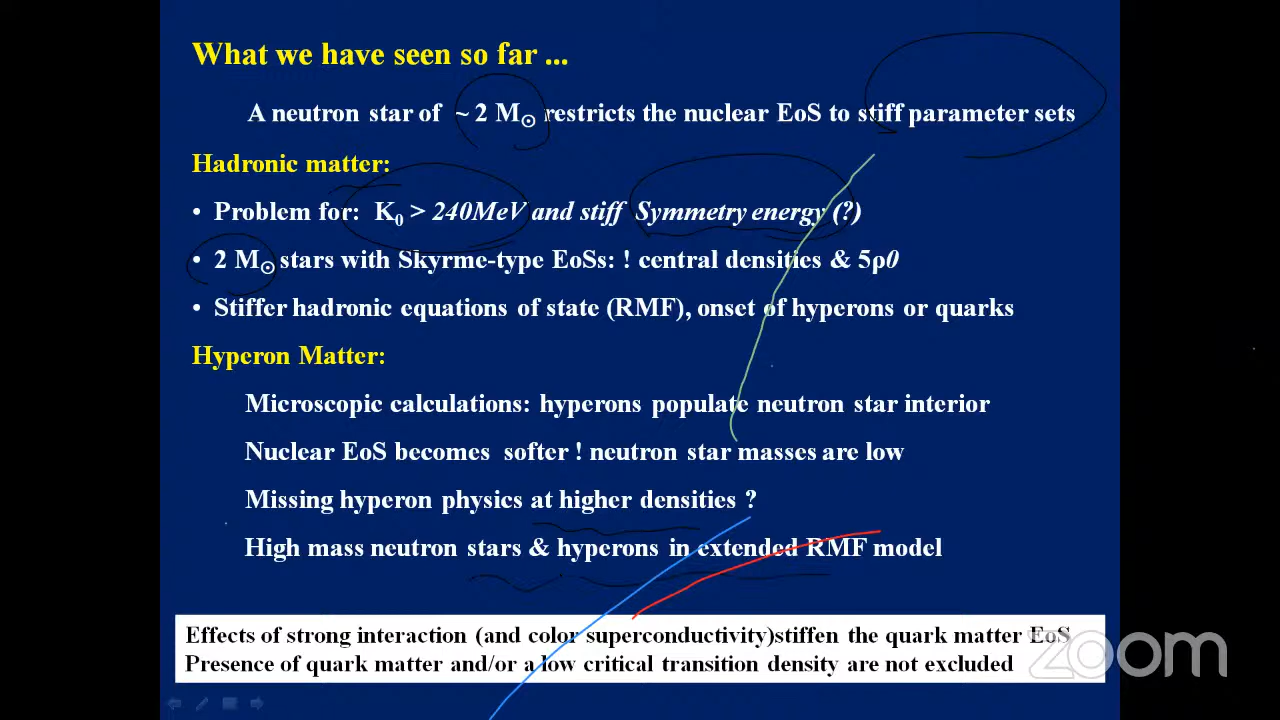 What we have seen so far ...
A neutron star of ~ 2 M⊙ restricts the nuclear EoS to stiff parameter sets
Hadronic matter:
• Problem for: K₀ > 240MeV and stiff Symmetry energy (?)
• 2 M⊙ stars with Skyrme-type EoSs: ! central densities & 5ρ0
• Stiffer hadronic equations of state (RMF), onset of hyperons or quarks
Hyperon Matter:
Microscopic calculations: hyperons populate neutron star interior
Nuclear EoS becomes softer ! neutron star masses are low
Missing hyperon physics at higher densities ?
High mass neutron stars & hyperons in extended RMF model
Effects of strong interaction (and color superconductivity)stiffen the quark matter EoS
Presence of quark matter and/or a low critical transition density are not excluded
zoom